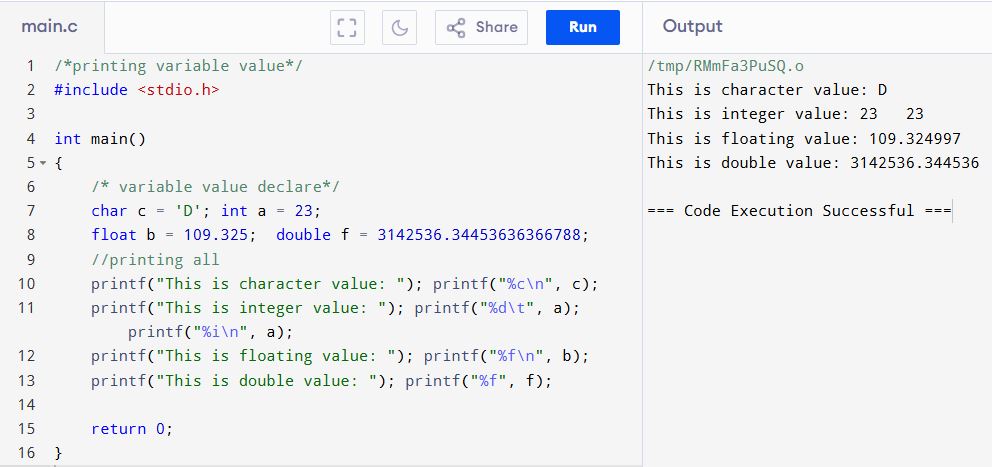 main.c
Share
Run
Output
1 /*printing variable value*/
2 #include <stdio.h>
3
4 int main()
5 {
6 /* variable value declare*/
7 char c = 'D'; int a = 23;
8 float b = 109.325;  double f = 3142536.34453636366788;
9 //printing all
10 printf("This is character value: "); printf("%c\n", c);
11 printf("This is integer value: "); printf("%d\t", a);
printf("%i\n", a);
12 printf("This is floating value: "); printf("%f\n", b);
13 printf("This is double value: "); printf("%f", f);
14
15 return 0;
16 }
/tmp/RMmFa3PuSQ.o
This is character value: D
This is integer value: 23   23
This is floating value: 109.324997
This is double value: 3142536.344536
=== Code Execution Successful ===